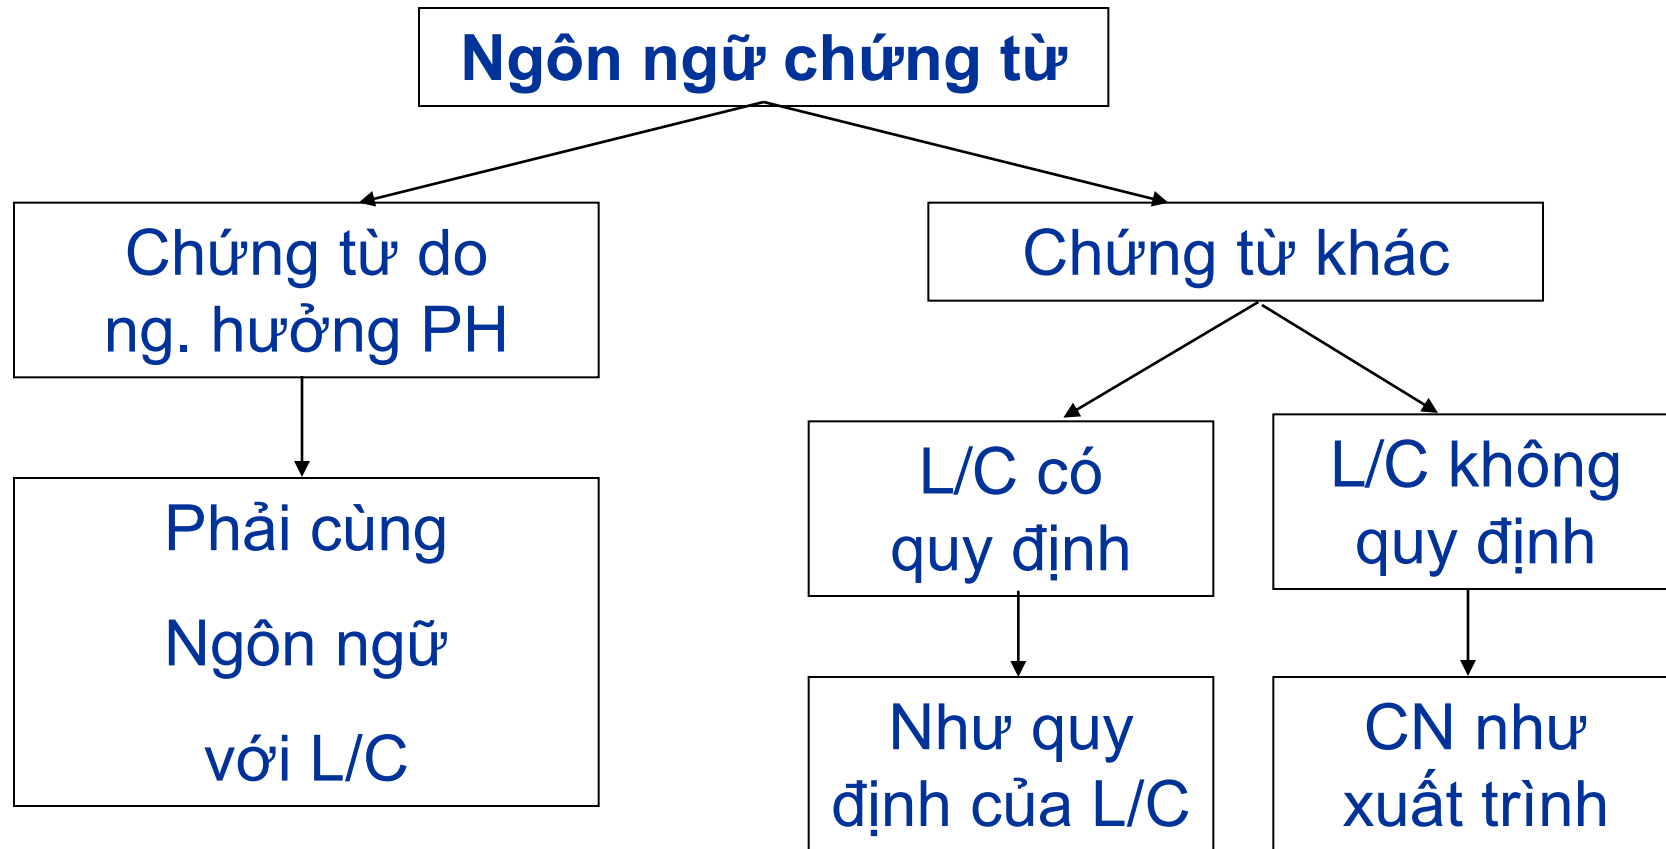 Ngôn ngữ chứng từ
Chứng từ do
ng. hưởng PH
Chứng từ khác
Phải cùng
Ngôn ngữ
với L/C
L/C có
quy định
L/C không
quy định
Như quy
định của L/C
CN như
xuất trình